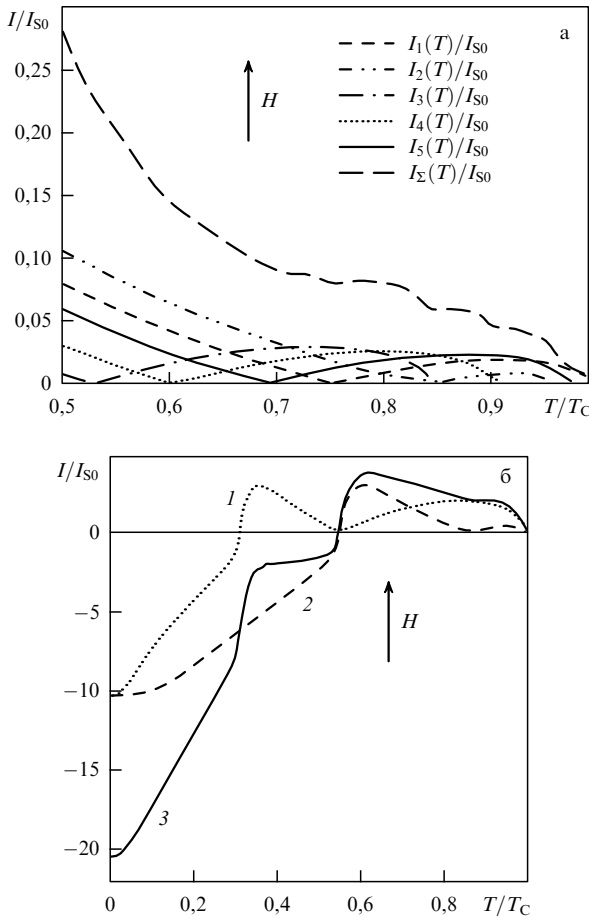 I/I_S0
а
0,25
0,20
0,15
0,10
0,05
0
H
I_1(T)/I_S0
I_2(T)/I_S0
I_3(T)/I_S0
I_4(T)/I_S0
I_5(T)/I_S0
I_Σ(T)/I_S0
0,5 0,6 0,7 0,8 0,9 T/T_C
I/I_S0
б
0
−5
−10
−15
−20
1
2
3
H
0 0,2 0,4 0,6 0,8 T/T_C